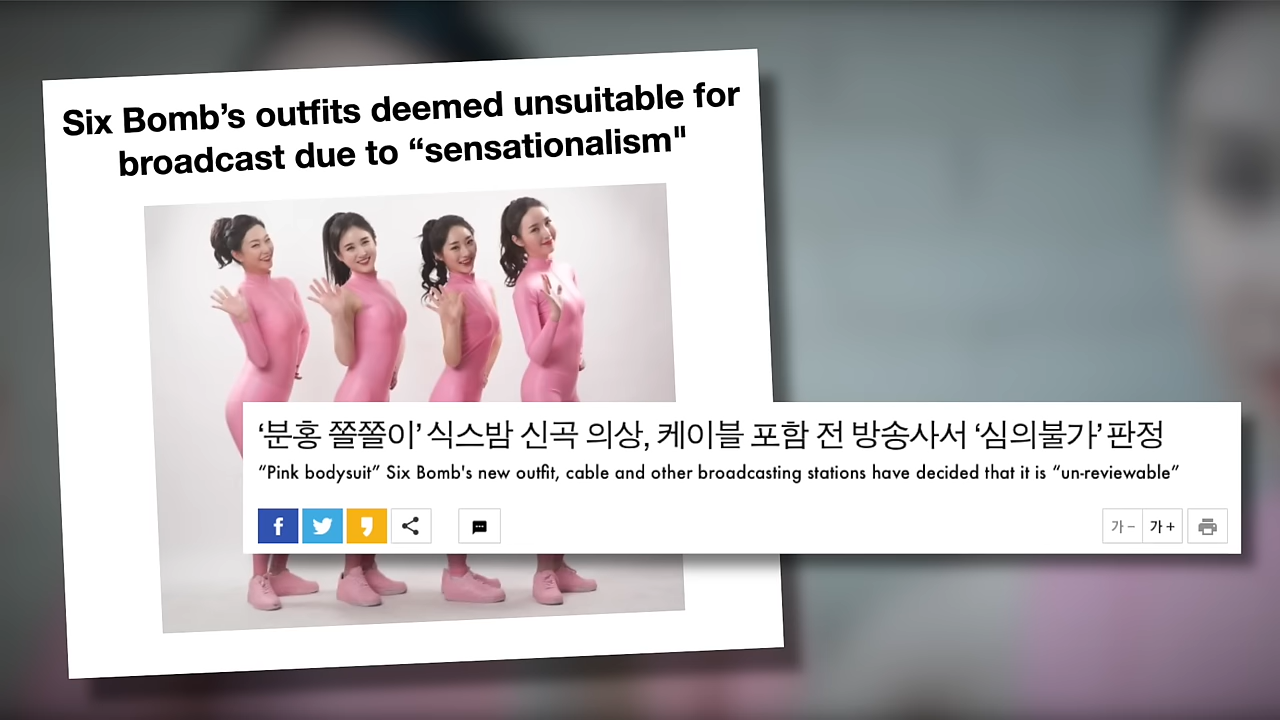 Six Bomb’s outfits deemed unsuitable for
broadcast due to “sensationalism"
‘분홍 쫄쫄이’ 식스밤 신곡 의상, 케이블 포함 전 방송사서 ‘심의불가’ 판정
“Pink bodysuit” Six Bomb's new outfit, cable and other broadcasting stations have decided that it is “un-reviewable”
f
가 −
가 +